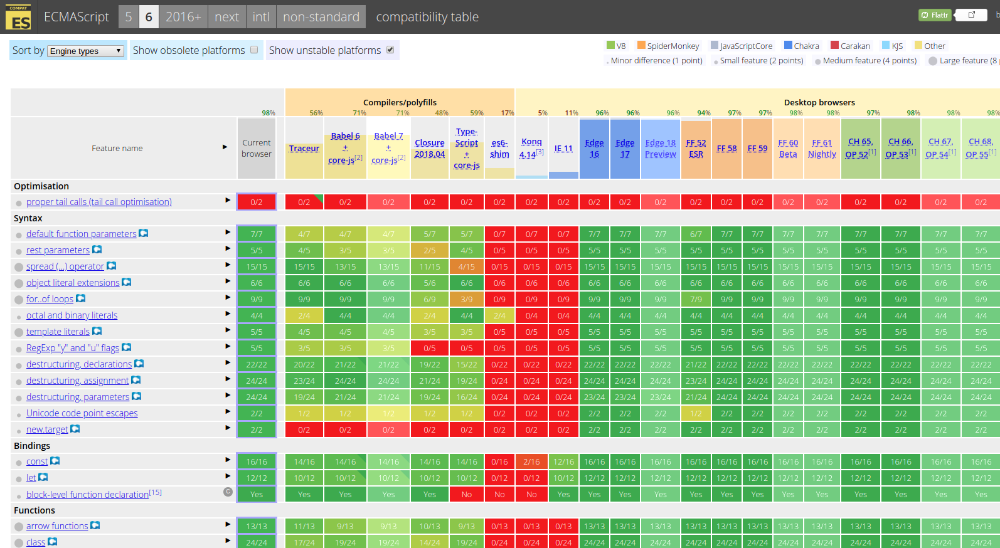 COMPAT
ES
ECMAScript 5 6 2016+ next intl non-standard compatibility table
Flattr
Sort by Engine types Show obsolete platforms Show unstable platforms
V8 SpiderMonkey JavaScriptCore Chakra Carakan KJS Other
Minor difference (1 point) Small feature (2 points) Medium feature (4 points) Large feature (8
Compilers/polyfills Desktop browsers
98% 56% 71% 71% 48% 59% 17% 5% 11% 96% 96% 96% 94% 97% 97% 98% 98% 97% 98% 98% 98%
Feature name
Current browser
Traceur
Babel 6 + core-js[2]
Babel 7 + core-js[2]
Closure 2018.04
Type-Script + core-js
es6-shim
Konq 4.14[3]
IE 11
Edge 16
Edge 17
Edge 18 Preview
FF 52 ESR
FF 58
FF 59
FF 60 Beta
FF 61 Nightly
CH 65, OP 52[1]
CH 66, OP 53[1]
CH 67, OP 54[1]
CH 68, OP 55[1]
Optimisation
proper tail calls (tail call optimisation) 0/2 0/2 0/2 0/2 0/2 0/2 0/2 0/2 0/2 0/2 0/2 0/2 0/2 0/2 0/2 0/2 0/2 0/2 0/2 0/2 0/2
Syntax
default function parameters 7/7 4/7 4/7 4/7 5/7 5/7 0/7 0/7 0/7 7/7 7/7 7/7 6/7 7/7 7/7 7/7 7/7 7/7 7/7 7/7 7/7
rest parameters 5/5 4/5 3/5 3/5 2/5 4/5 0/5 0/5 0/5 5/5 5/5 5/5 5/5 5/5 5/5 5/5 5/5 5/5 5/5 5/5 5/5
spread (...) operator 15/15 15/15 13/15 13/15 11/15 4/15 0/15 0/15 0/15 15/15 15/15 15/15 15/15 15/15 15/15 15/15 15/15 15/15 15/15 15/15 15/15
object literal extensions 6/6 6/6 6/6 6/6 5/6 6/6 0/6 0/6 0/6 6/6 6/6 6/6 6/6 6/6 6/6 6/6 6/6 6/6 6/6 6/6 6/6
for..of loops 9/9 9/9 9/9 9/9 6/9 3/9 0/9 0/9 0/9 9/9 9/9 9/9 7/9 9/9 9/9 9/9 9/9 9/9 9/9 9/9 9/9
octal and binary literals 4/4 2/4 4/4 4/4 2/4 4/4 2/4 0/4 0/4 4/4 4/4 4/4 4/4 4/4 4/4 4/4 4/4 4/4 4/4 4/4 4/4
template literals 5/5 4/5 4/5 4/5 3/5 3/5 0/5 0/5 0/5 5/5 5/5 5/5 5/5 5/5 5/5 5/5 5/5 5/5 5/5 5/5 5/5
RegExp "y" and "u" flags 5/5 3/5 3/5 3/5 0/5 0/5 0/5 0/5 0/5 5/5 5/5 5/5 5/5 5/5 5/5 5/5 5/5 5/5 5/5 5/5 5/5
destructuring, declarations 22/22 20/22 21/22 21/22 19/22 15/22 0/22 0/22 0/22 22/22 22/22 22/22 21/22 22/22 22/22 22/22 22/22 22/22 22/22 22/22 22/22
destructuring, assignment 24/24 23/24 24/24 24/24 21/24 19/24 0/24 0/24 0/24 24/24 24/24 24/24 23/24 24/24 24/24 24/24 24/24 24/24 24/24 24/24 24/24
destructuring, parameters 24/24 19/24 21/24 21/24 19/24 16/24 0/24 0/24 0/24 23/24 23/24 23/24 21/24 24/24 24/24 24/24 24/24 24/24 24/24 24/24 24/24
Unicode code point escapes 2/2 1/2 1/2 1/2 1/2 1/2 0/2 0/2 0/2 2/2 2/2 2/2 1/2 2/2 2/2 2/2 2/2 2/2 2/2 2/2 2/2
new.target 2/2 0/2 0/2 0/2 0/2 0/2 0/2 0/2 0/2 2/2 2/2 2/2 2/2 2/2 2/2 2/2 2/2 2/2 2/2 2/2 2/2
Bindings
const 16/16 14/16 14/16 14/16 14/16 14/16 0/16 2/16 12/16 16/16 16/16 16/16 16/16 16/16 16/16 16/16 16/16 16/16 16/16 16/16 16/16
let 12/12 10/12 10/12 10/12 10/12 10/12 0/12 0/12 10/12 12/12 12/12 12/12 12/12 12/12 12/12 12/12 12/12 12/12 12/12 12/12 12/12
block-level function declaration[15] C Yes Yes Yes Yes Yes No No No Yes Yes Yes Yes Yes Yes Yes Yes Yes Yes Yes Yes Yes
Functions
arrow functions 13/13 11/13 9/13 9/13 10/13 9/13 0/13 0/13 0/13 13/13 13/13 13/13 13/13 13/13 13/13 13/13 13/13 13/13 13/13 13/13 13/13
class 24/24 17/24 19/24 19/24 14/24 19/24 0/24 0/24 0/24 24/24 24/24 24/24 24/24 24/24 24/24 24/24 24/24 24/24 24/24 24/24 24/24